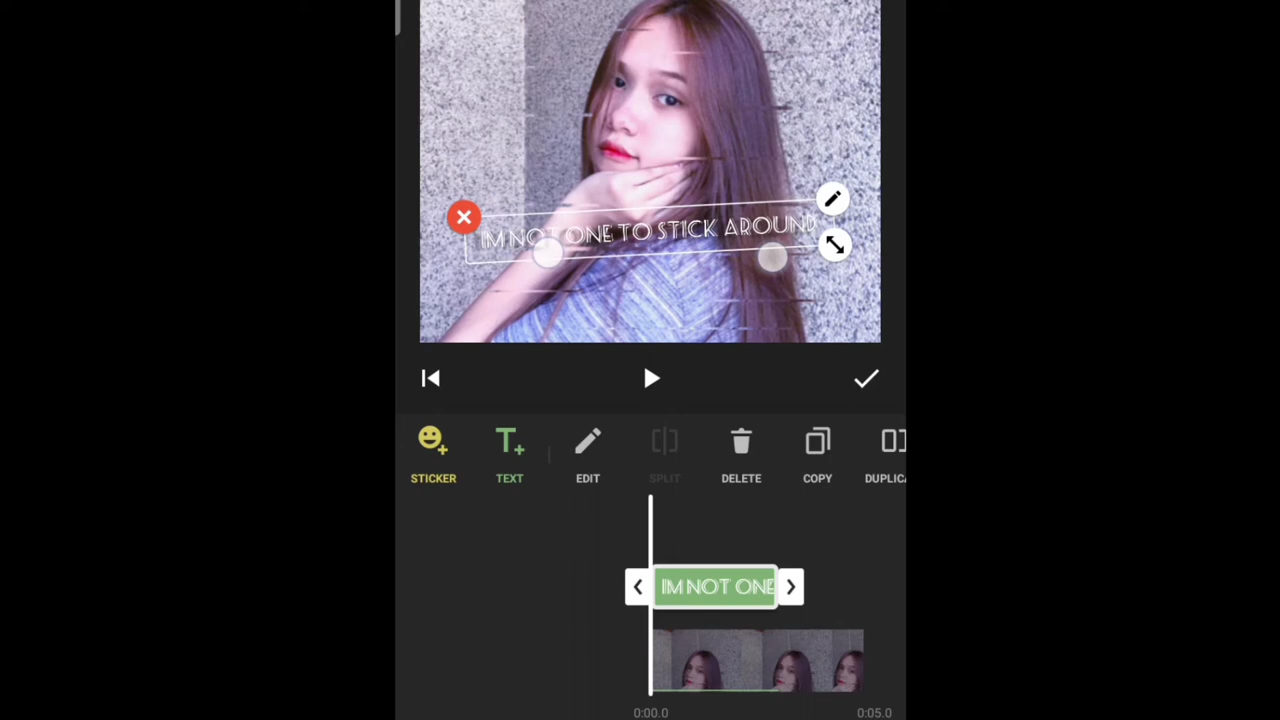 IM NOT ONE TO STICK AROUND
STICKER
TEXT
EDIT
SPLIT
DELETE
COPY
DUPLICA
IM NOT ONE
0:00.0
0:05.0